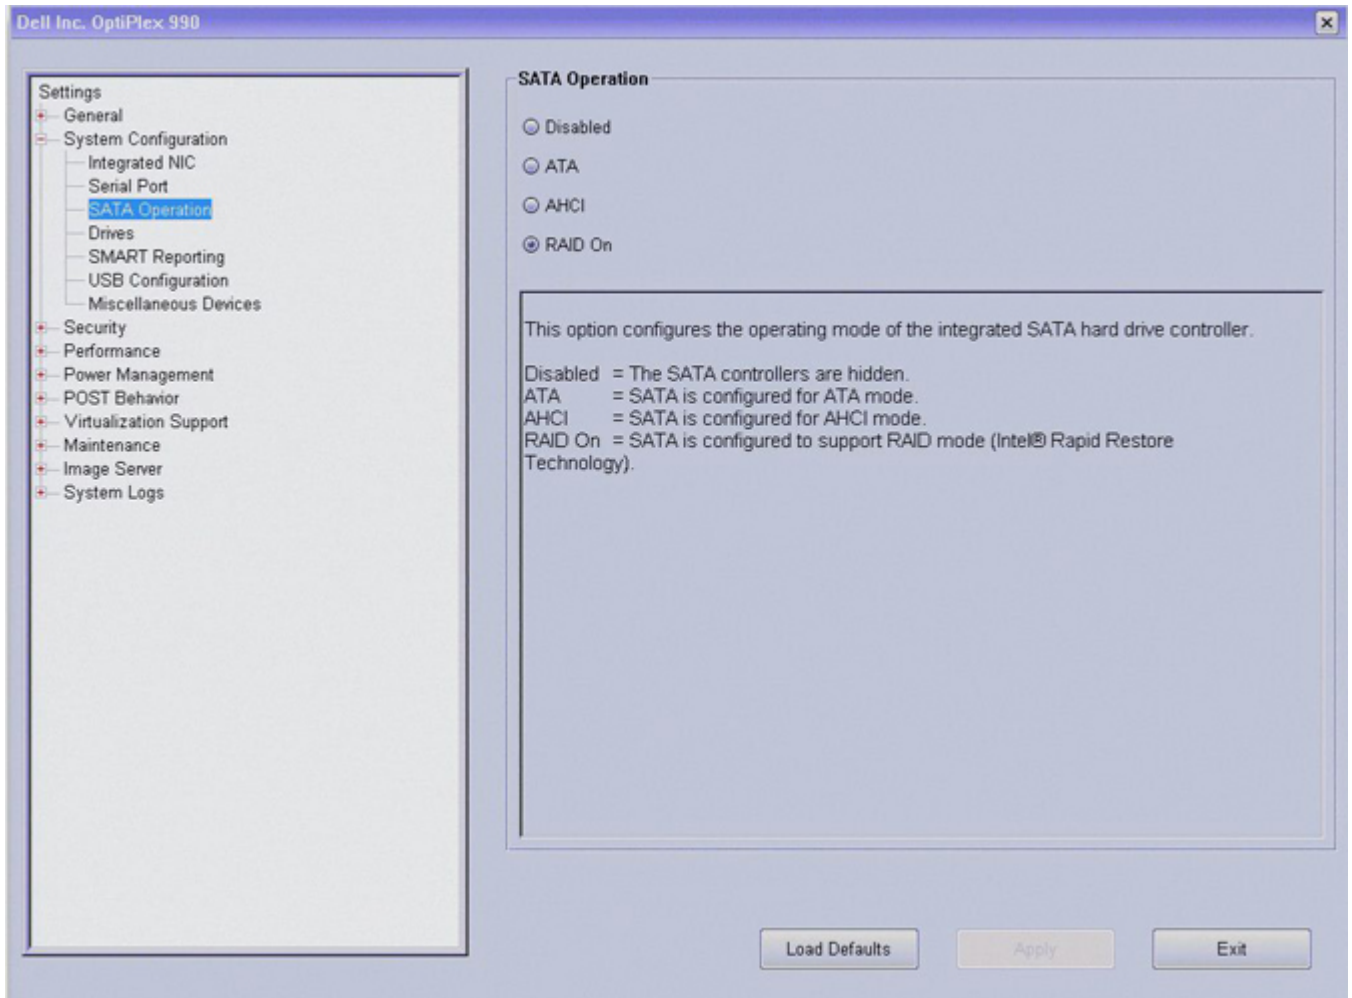 Dell Inc. OptiPlex 990
Settings
General
System Configuration
Integrated NIC
Serial Port
SATA Operation
Drives
SMART Reporting
USB Configuration
Miscellaneous Devices
Security
Performance
Power Management
POST Behavior
Virtualization Support
Maintenance
Image Server
System Logs
SATA Operation
Disabled
ATA
AHCI
RAID On
This option configures the operating mode of the integrated SATA hard drive controller.
Disabled = The SATA controllers are hidden.
ATA = SATA is configured for ATA mode.
AHCI = SATA is configured for AHCI mode.
RAID On = SATA is configured to support RAID mode (Intel® Rapid Restore
Technology).
Load Defaults
Apply
Exit